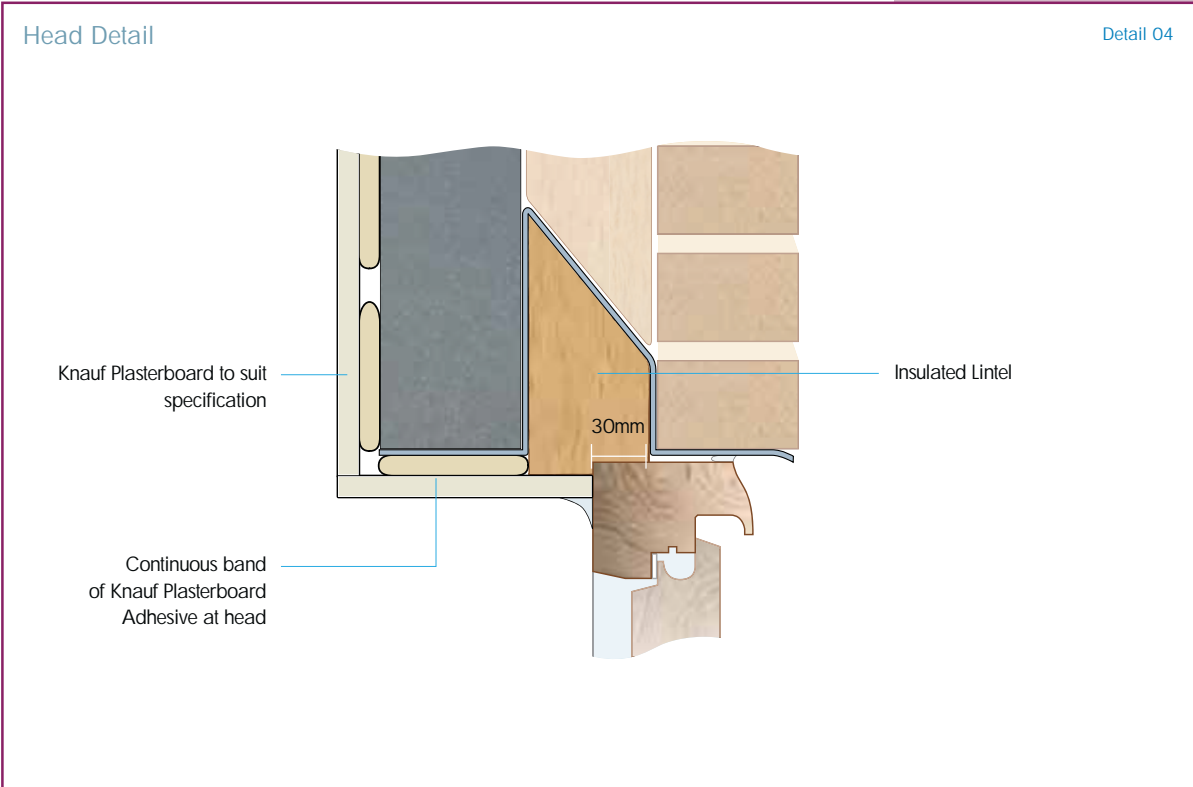 Head Detail
Detail 04
Knauf Plasterboard to suit
specification
Insulated Lintel
30mm
Continuous band
of Knauf Plasterboard
Adhesive at head